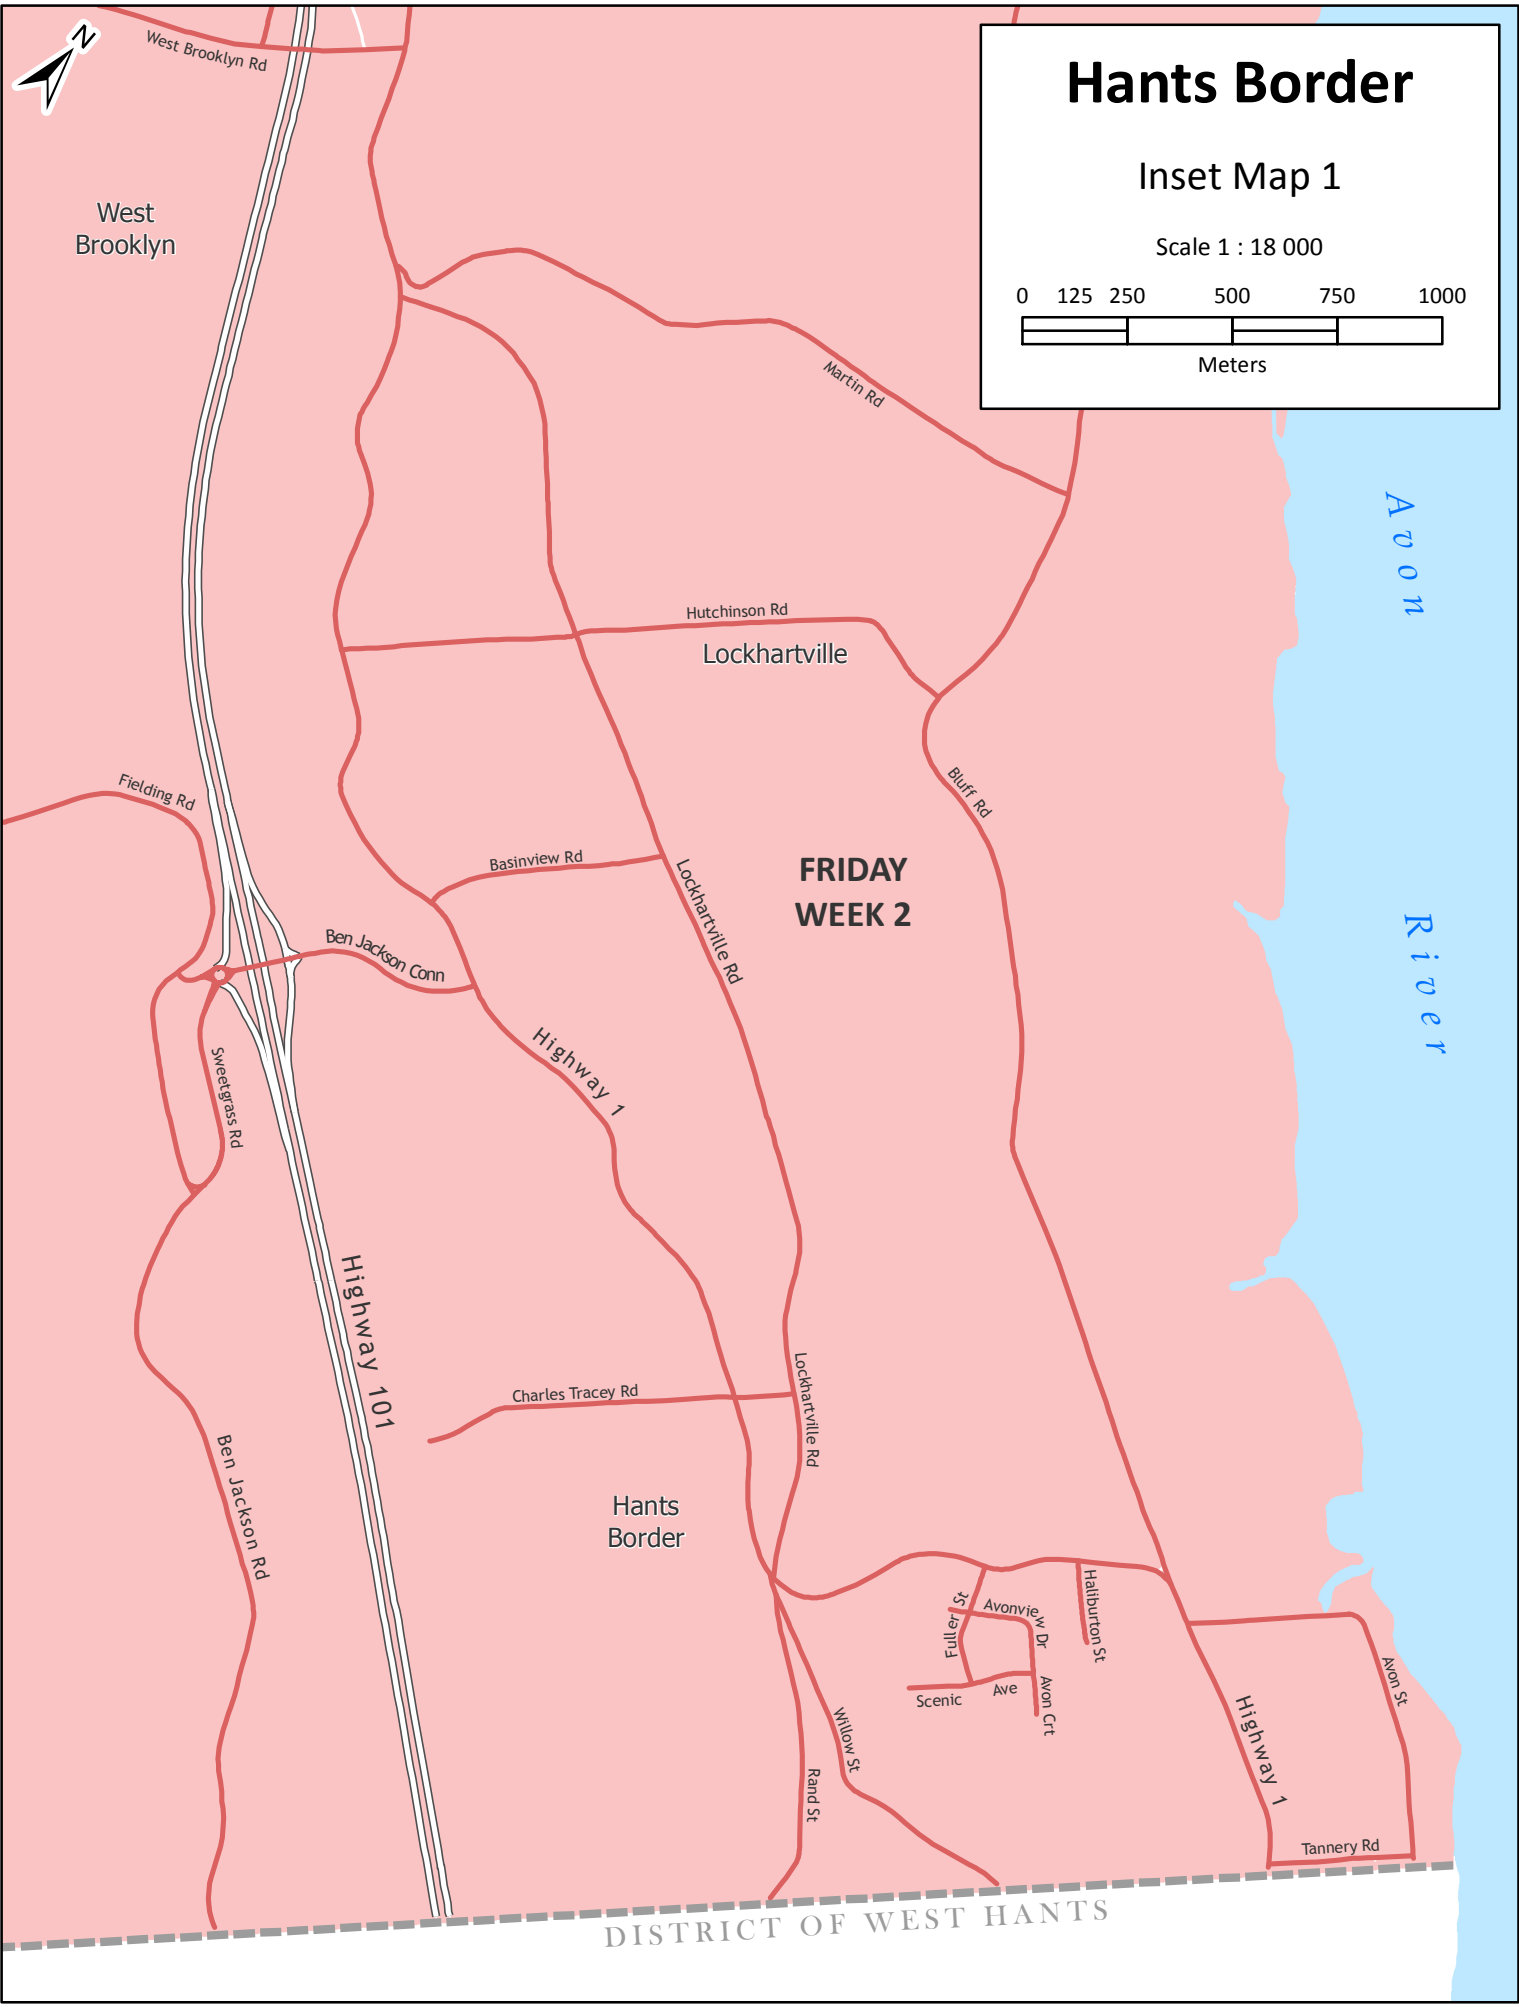 N
West Brooklyn Rd
Hants Border
Inset Map 1
Scale 1 : 18 000
0 125 250 500 750 1000
Meters
West
Brooklyn
Martin Rd
Avon
River
Hutchinson Rd
Lockhartville
Fielding Rd
Bluff Rd
Basinview Rd
Lockhartville Rd
FRIDAY
WEEK 2
Ben Jackson Conn
Highway 1
Sweetgrass Rd
Highway 101
Charles Tracey Rd
Lockhartville Rd
Ben Jackson Rd
Hants
Border
Fuller St
Avonview Dr
Haliburton St
Scenic Ave
Avon Crt
Avon St
Willow St
Rand St
Highway 1
Tannery Rd
DISTRICT OF WEST HANTS